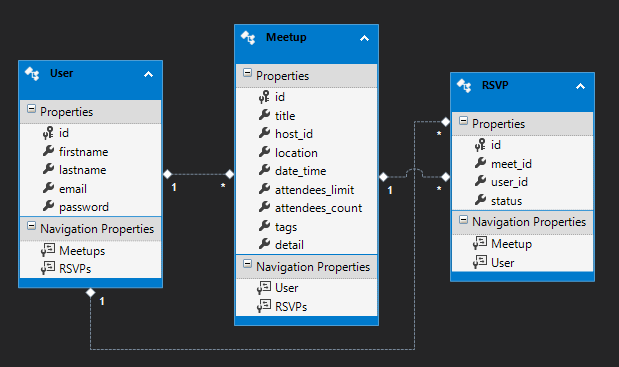 User
Properties
id
firstname
lastname
email
password
Navigation Properties
Meetups
RSVPs
Meetup
Properties
id
title
host_id
location
date_time
attendees_limit
attendees_count
tags
detail
Navigation Properties
User
RSVPs
RSVP
Properties
id
meet_id
user_id
status
Navigation Properties
Meetup
User
1
*
1
*
1
*